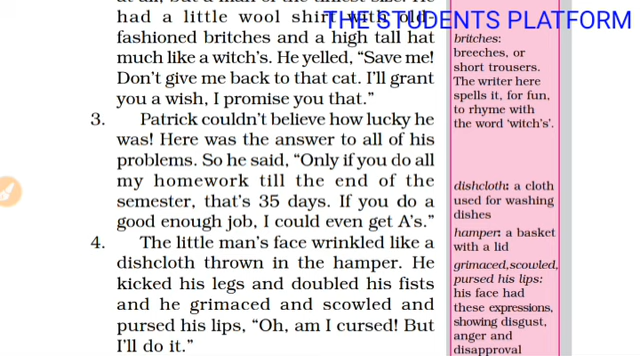 had a little wool shirt with old-
THE STUDENTS PLATFORM
fashioned britches and a high tall hat
much like a witch's. He yelled, “Save me!
Don't give me back to that cat. I'll grant
you a wish, I promise you that.”
3. Patrick couldn't believe how lucky he
was! Here was the answer to all of his
problems. So he said, “Only if you do all
my homework till the end of the
semester, that's 35 days. If you do a
good enough job, I could even get A's.”
4. The little man's face wrinkled like a
dishcloth thrown in the hamper. He
kicked his legs and doubled his fists
and he grimaced and scowled and
pursed his lips, “Oh, am I cursed! But
I'll do it.”
britches:
breeches, or
short trousers.
The writer here
spells it, for fun,
to rhyme with
the word ‘witch's’.
dishcloth: a cloth
used for washing
dishes
hamper: a basket
with a lid
grimaced,scowled,
pursed his lips:
his face had
these expressions,
showing disgust,
anger and
disapproval